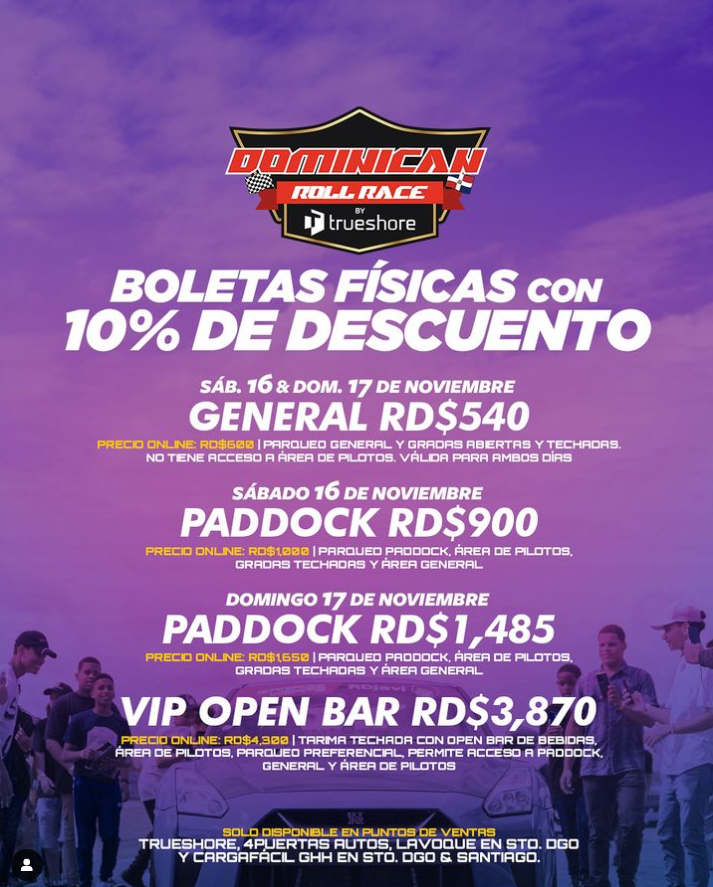 DOMINICAN
ROLL RACE
BY
trueshore
BOLETAS FÍSICAS CON
10% DE DESCUENTO
SÁB. 16 & DOM. 17 DE NOVIEMBRE
GENERAL RD$540
PRECIO ONLINE: RD$600 | PARQUEO GENERAL Y GRADAS ABIERTAS Y TECHADAS.
NO TIENE ACCESO A ÁREA DE PILOTOS. VÁLIDA PARA AMBOS DÍAS
SÁBADO 16 DE NOVIEMBRE
PADDOCK RD$900
PRECIO ONLINE: RD$1,000 | PARQUEO PADDOCK, ÁREA DE PILOTOS,
GRADAS TECHADAS Y ÁREA GENERAL
DOMINGO 17 DE NOVIEMBRE
PADDOCK RD$1,485
PRECIO ONLINE: RD$1,650 | PARQUEO PADDOCK, ÁREA DE PILOTOS,
GRADAS TECHADAS Y ÁREA GENERAL
VIP OPEN BAR RD$3,870
PRECIO ONLINE: RD$4,300 | TARIMA TECHADA CON OPEN BAR DE BEBIDAS,
ÁREA DE PILOTOS, PARQUEO PREFERENCIAL, PERMITE ACCESO A PADDOCK,
GENERAL Y ÁREA DE PILOTOS
SOLO DISPONIBLE EN PUNTOS DE VENTAS
TRUESHORE, 4PUERTAS AUTOS, LAVOQUE EN STO. DGO
Y CARGAFÁCIL GHH EN STO. DGO & SANTIAGO.